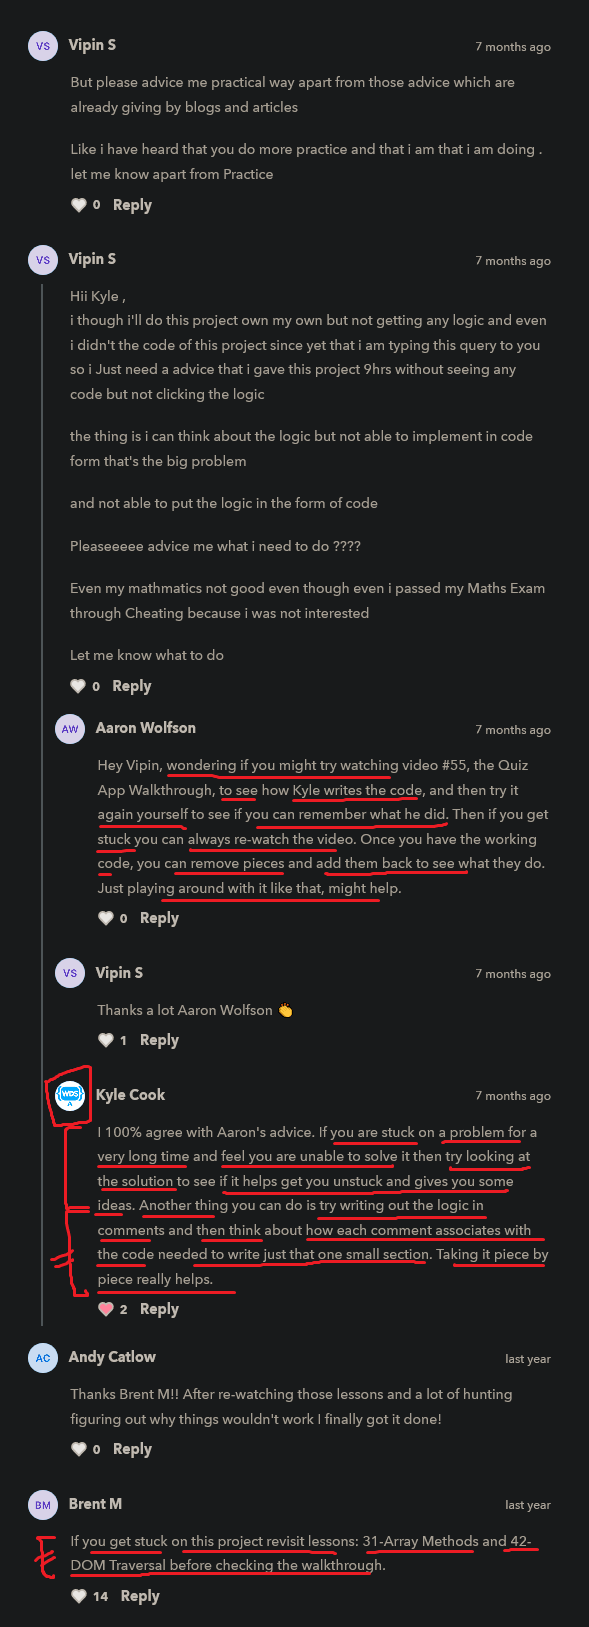 VS Vipin S 7 months ago
But please advice me practical way apart from those advice which are
already giving by blogs and articles
Like i have heard that you do more practice and that i am that i am doing .
let me know apart from Practice
0 Reply
VS Vipin S 7 months ago
Hii Kyle ,
i though i'll do this project own my own but not getting any logic and even
i didn't the code of this project since yet that i am typing this query to you
so i Just need a advice that i gave this project 9hrs without seeing any
code but not clicking the logic
the thing is i can think about the logic but not able to implement in code
form that's the big problem
and not able to put the logic in the form of code
Pleaseeeee advice me what i need to do ????
Even my mathmatics not good even though even i passed my Maths Exam
through Cheating because i was not interested
Let me know what to do
0 Reply
AW Aaron Wolfson 7 months ago
Hey Vipin, wondering if you might try watching video #55, the Quiz
App Walkthrough, to see how Kyle writes the code, and then try it
again yourself to see if you can remember what he did. Then if you get
stuck you can always re-watch the video. Once you have the working
code, you can remove pieces and add them back to see what they do.
Just playing around with it like that, might help.
0 Reply
VS Vipin S 7 months ago
Thanks a lot Aaron Wolfson 👏
1 Reply
WDS Kyle Cook 7 months ago
I 100% agree with Aaron's advice. If you are stuck on a problem for a
very long time and feel you are unable to solve it then try looking at
the solution to see if it helps get you unstuck and gives you some
ideas. Another thing you can do is try writing out the logic in
comments and then think about how each comment associates with
the code needed to write just that one small section. Taking it piece by
piece really helps.
2 Reply
AC Andy Catlow last year
Thanks Brent M!! After re-watching those lessons and a lot of hunting
figuring out why things wouldn't work I finally got it done!
0 Reply
BM Brent M last year
If you get stuck on this project revisit lessons: 31-Array Methods and 42-
DOM Traversal before checking the walkthrough.
14 Reply